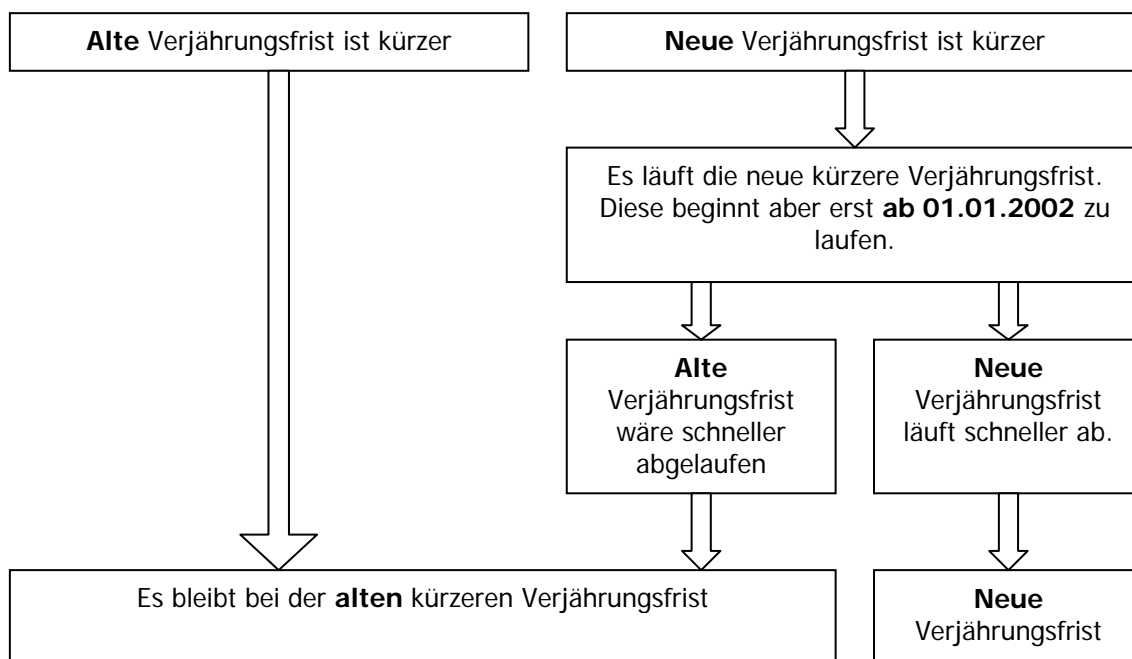 Alte Verjährungsfrist ist kürzer
Neue Verjährungsfrist ist kürzer
Es läuft die neue kürzere Verjährungsfrist.
Diese beginnt aber erst ab 01.01.2002 zu
laufen.
Alte
Verjährungsfrist
wäre schneller
abgelaufen
Neue
Verjährungsfrist
läuft schneller ab.
Es bleibt bei der alten kürzeren Verjährungsfrist
Neue
Verjährungsfrist